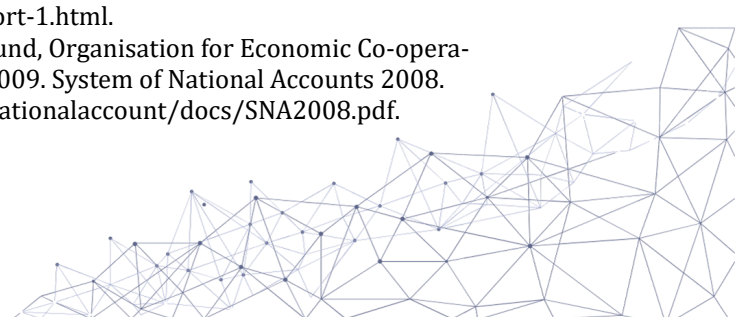 ort-1.html.
und, Organisation for Economic Co-opera-
009. System of National Accounts 2008.
ationalaccount/docs/SNA2008.pdf.